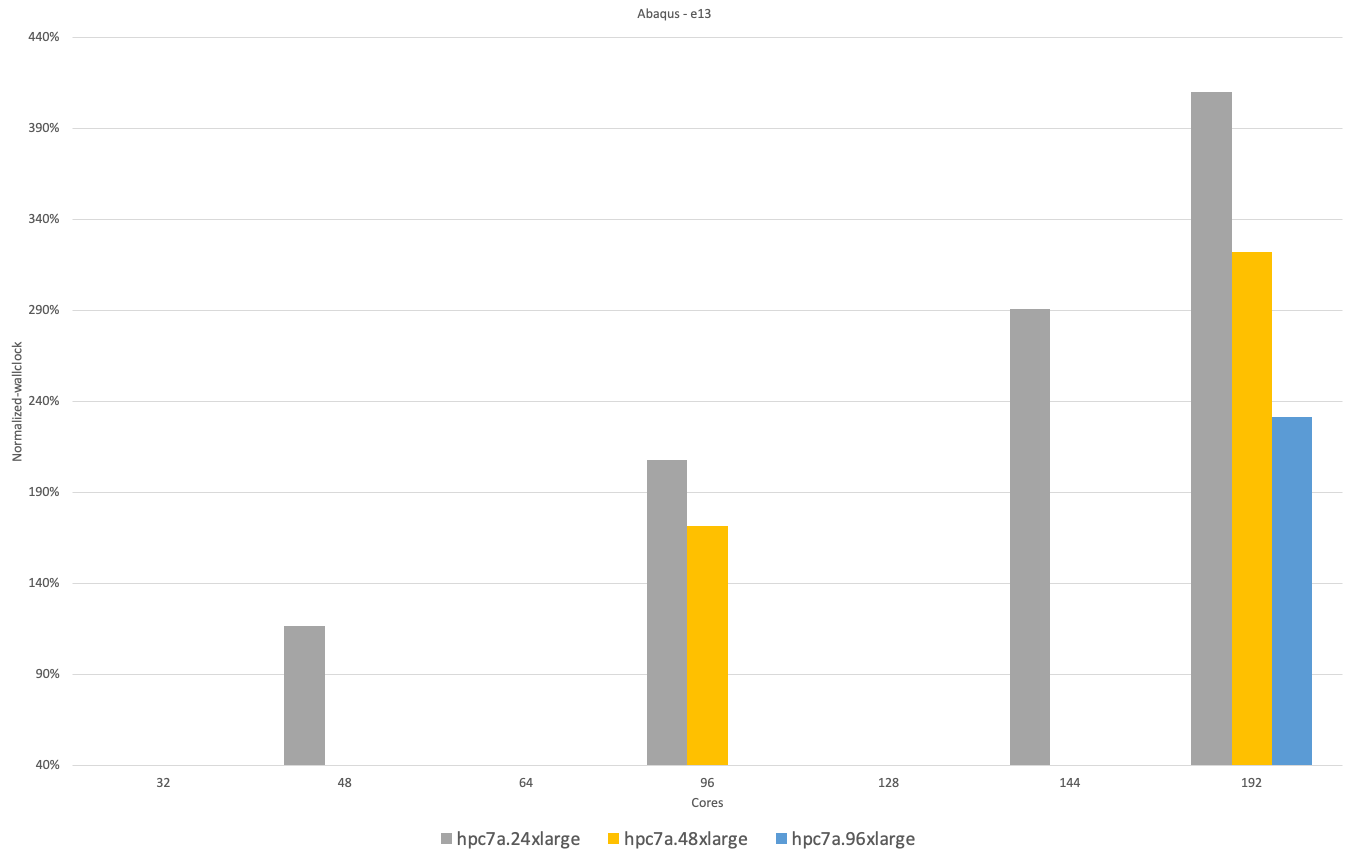 Abaqus - e13
440%
390%
340%
290%
240%
190%
140%
90%
40%
Normalized-wallclock
32 48 64 96 128 144 192
Cores
hpc7a.24xlarge hpc7a.48xlarge hpc7a.96xlarge